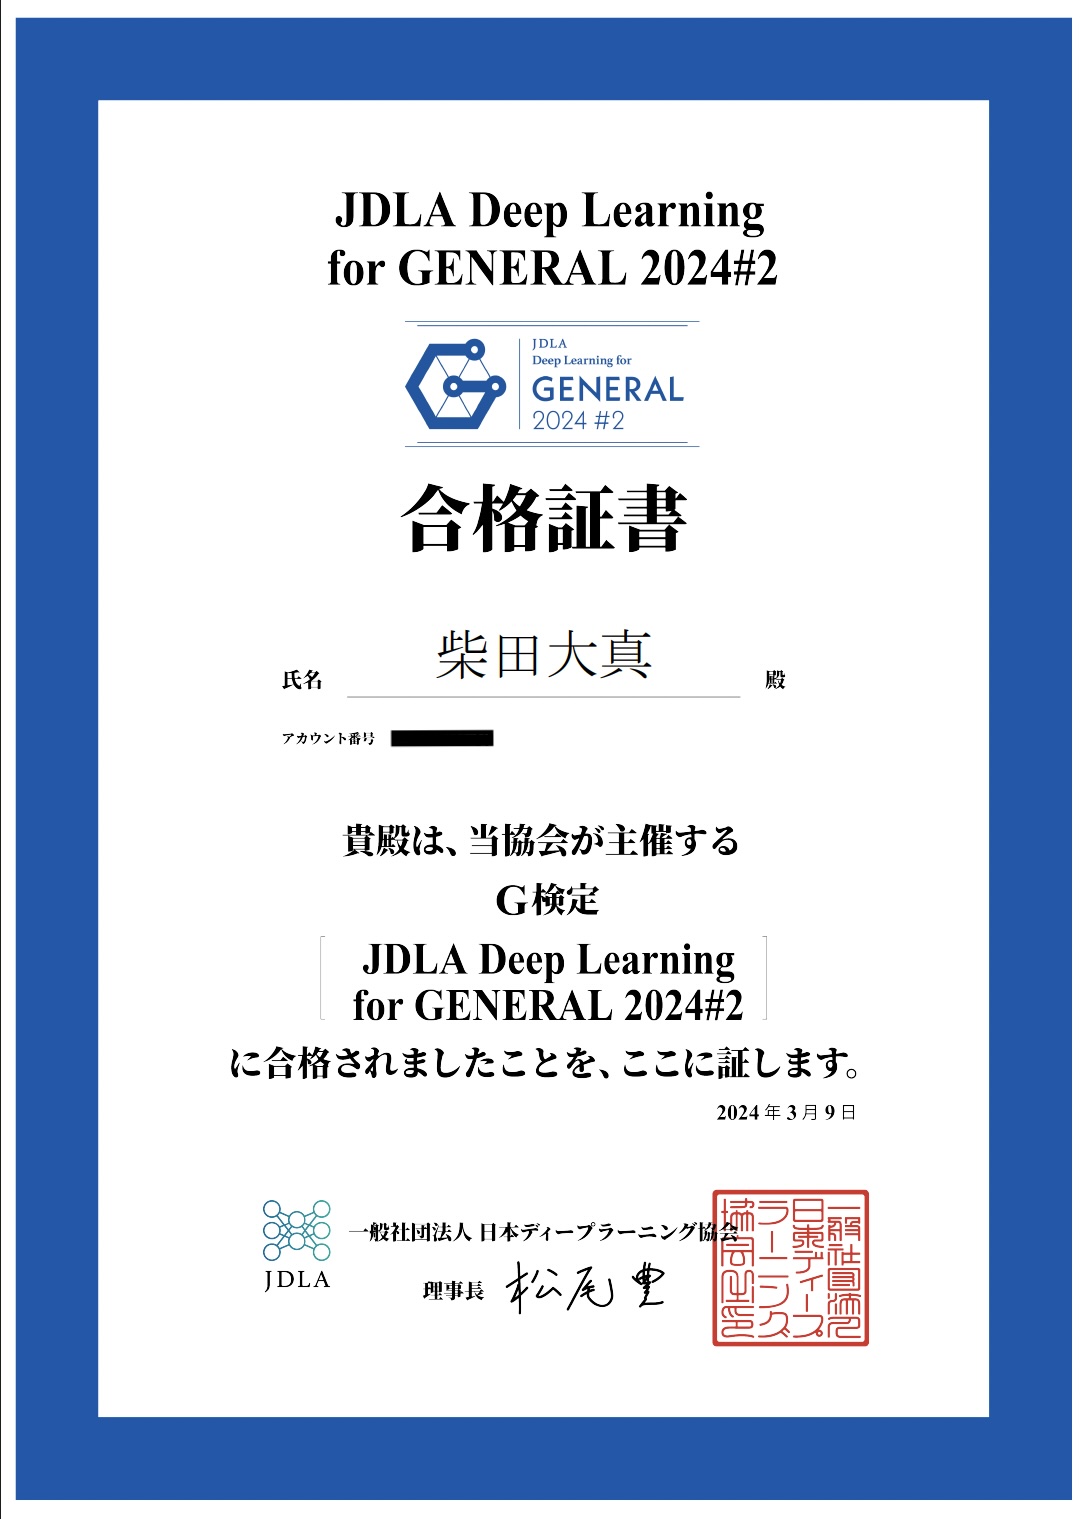 JDLA Deep Learning
for GENERAL 2024#2
JDLA
Deep Learning for
GENERAL
2024 #2
合格証書
氏名 柴田大真 殿
アカウント番号
貴殿は、当協会が主催する
G検定
JDLA Deep Learning
for GENERAL 2024#2
に合格されましたことを、ここに証します。
2024 年 3 月 9 日
JDLA
一般社団法人 日本ディープラーニング協会
理事長 松尾 豊
一般社団法人
日本ディープ
ラーニング
協会之印